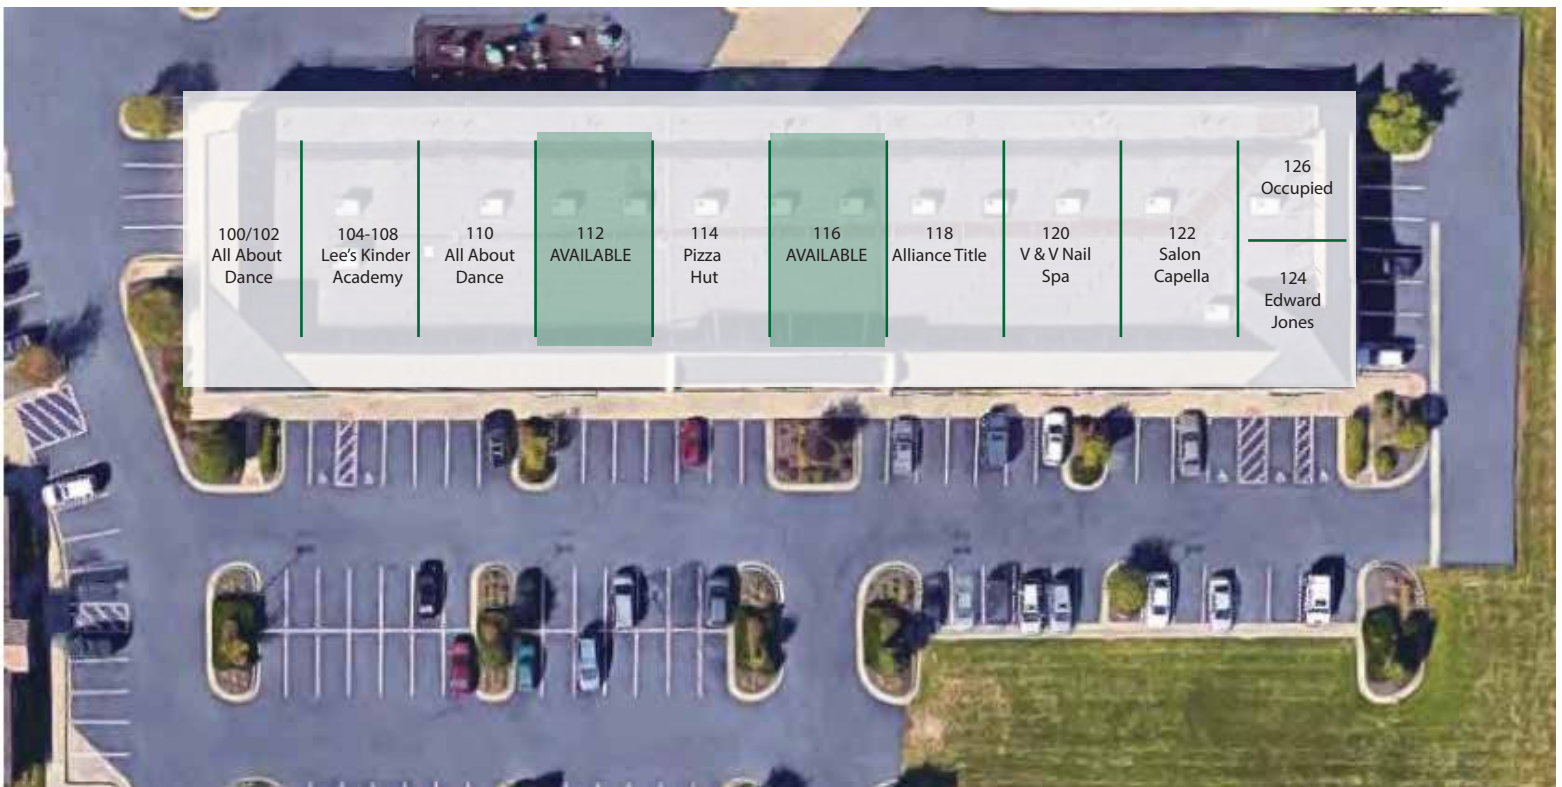 100/102
All About
Dance
104-108
Lee's Kinder
Academy
110
All About
Dance
112
AVAILABLE
114
Pizza
Hut
116
AVAILABLE
118
Alliance Title
120
V & V Nail
Spa
122
Salon
Capella
126
Occupied
124
Edward
Jones